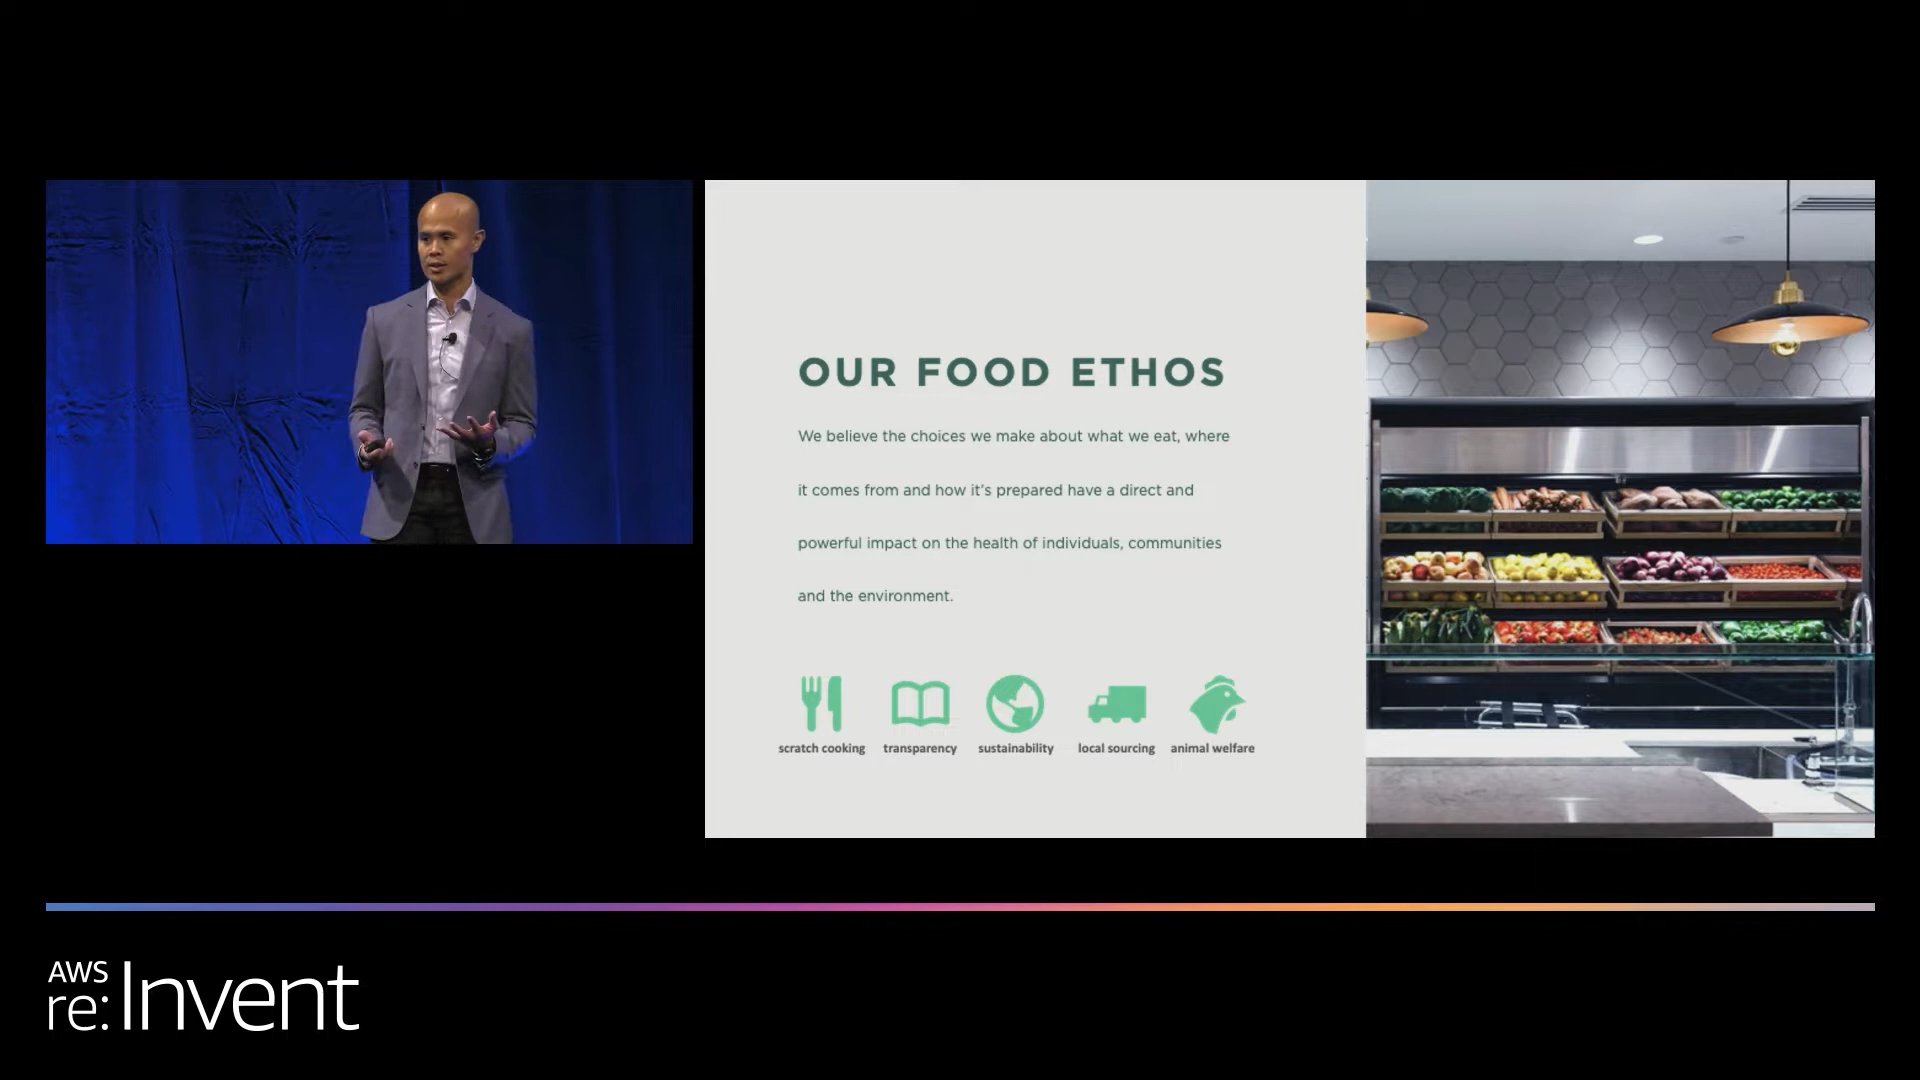 OUR FOOD ETHOS
We believe the choices we make about what we eat, where
it comes from and how it's prepared have a direct and
powerful impact on the health of individuals, communities
and the environment.
scratch cooking transparency sustainability local sourcing animal welfare
AWS
re:Invent